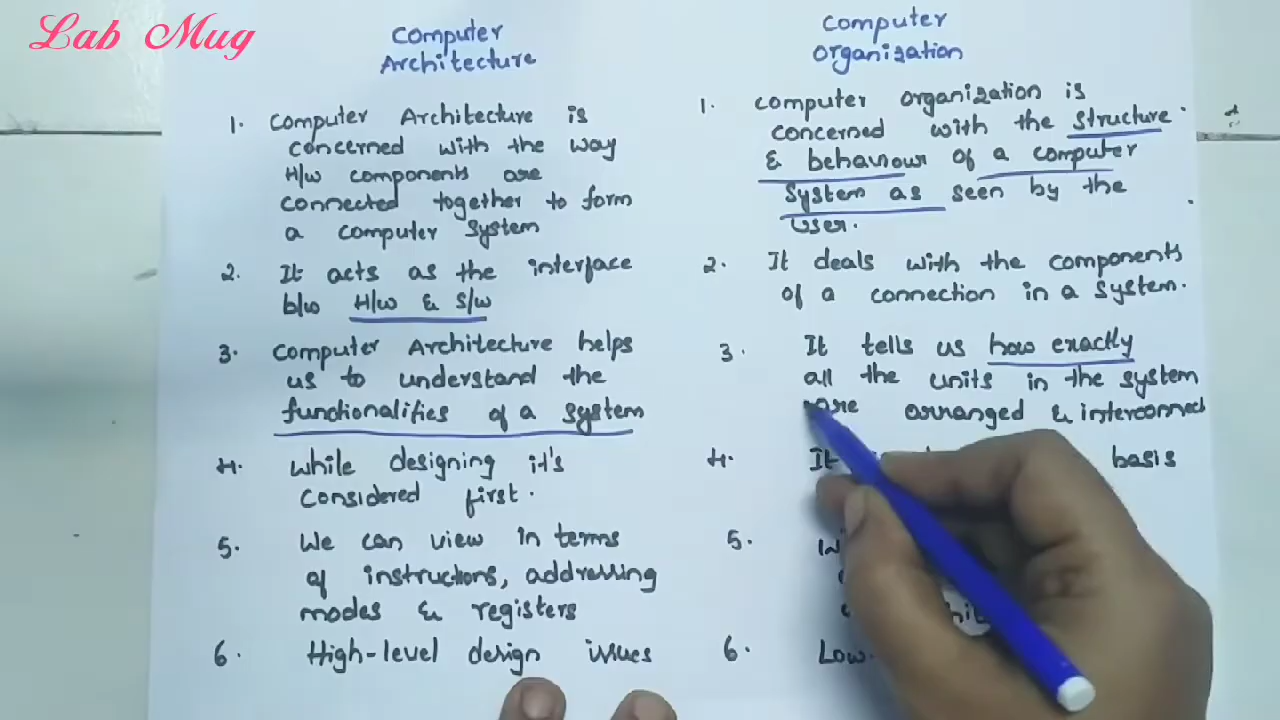 Lab Mug
Computer
Architecture
1. Computer Architecture is
concerned with the way
H/w components are
connected together to form
a computer system
2. It acts as the interface
b/w H/w & S/w
3. Computer Architecture helps
us to understand the
functionalities of a system
4. While designing it's
considered first.
5. We can view in terms
of instructions, addressing
modes & registers
6. High-level design issues
Computer
Organization
1. Computer organization is
concerned with the structure
& behaviour of a computer
system as seen by the
user.
2. It deals with the components
of a connection in a system.
3. It tells us how exactly
all the units in the system
are arranged & interconnect
4. It basis
5.
6. Low-